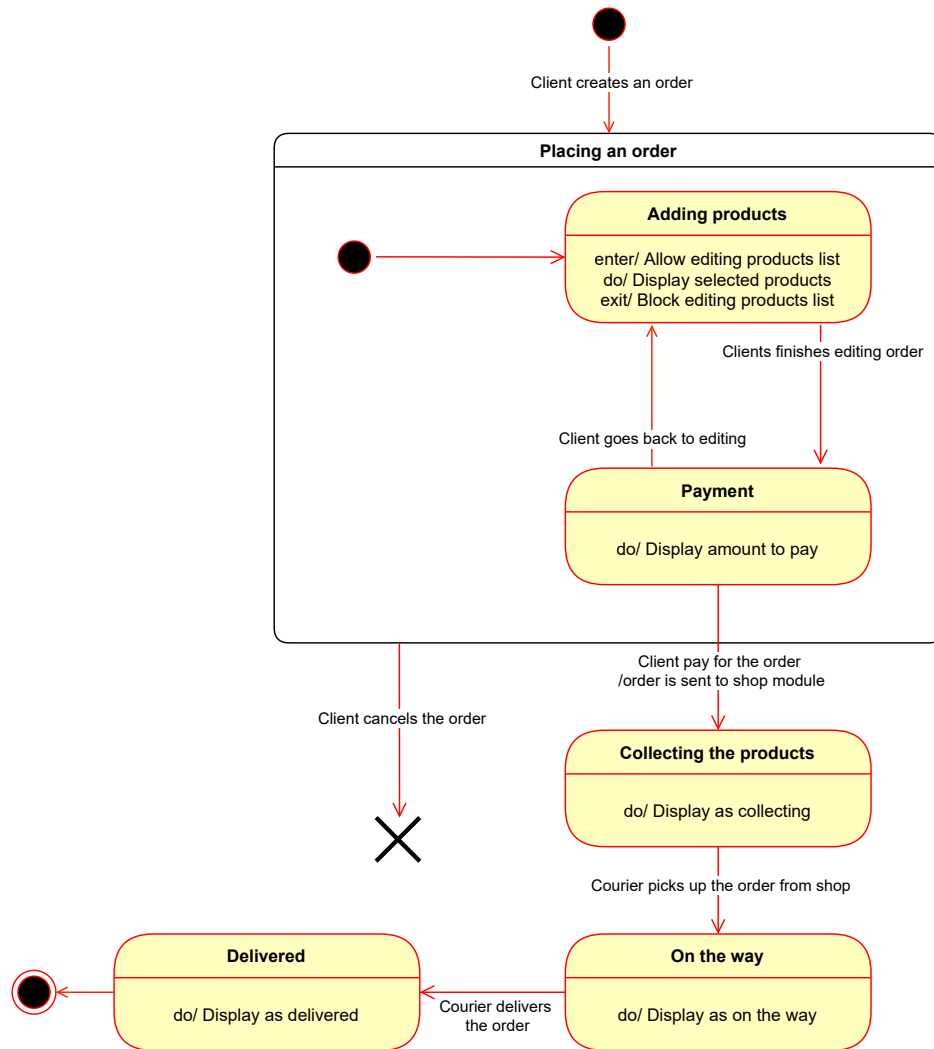 Client creates an order
Placing an order
Adding products
enter/ Allow editing products list
do/ Display selected products
exit/ Block editing products list
Clients finishes editing order
Client goes back to editing
Payment
do/ Display amount to pay
Client pay for the order
/order is sent to shop module
Client cancels the order
Collecting the products
do/ Display as collecting
Courier picks up the order from shop
Delivered
do/ Display as delivered
Courier delivers
the order
On the way
do/ Display as on the way